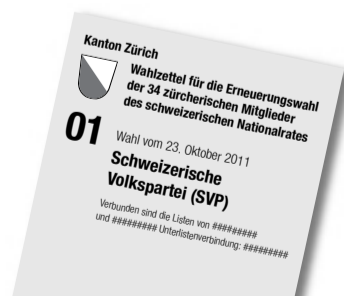 Kanton Zürich
Wahlzettel für die Erneuerungswahl
der 34 zürcherischen Mitglieder
des schweizerischen Nationalrates
01
Wahl vom 23. Oktober 2011
Schweizerische
Volkspartei (SVP)
Verbunden sind die Listen von #########
und ######### Unterlistenverbindung: #########